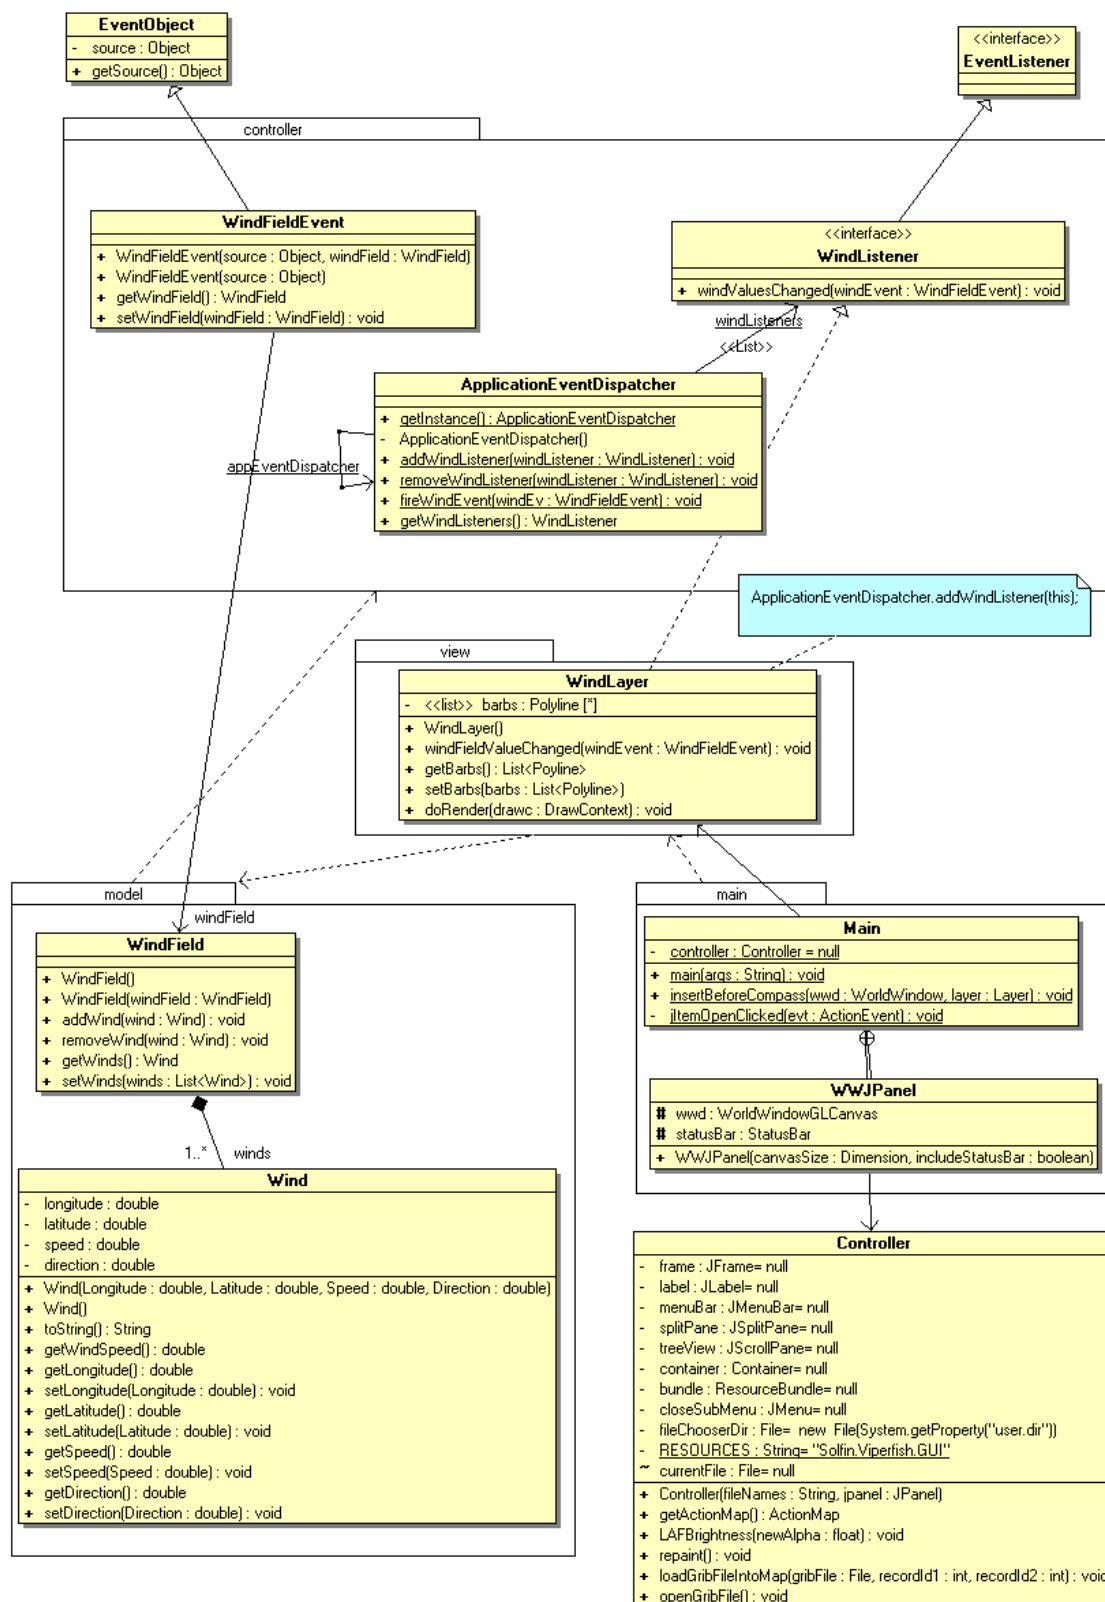 EventObject
- source : Object
+ getSource() : Object
<<interface>>
EventListener
controller
WindFieldEvent
+ WindFieldEvent(source : Object, windField : WindField)
+ WindFieldEvent(source : Object)
+ getWindField() : WindField
+ setWindField(windField : WindField) : void
<<interface>>
WindListener
+ windValuesChanged(windEvent : WindFieldEvent) : void
windListeners
<<List>>
ApplicationEventDispatcher
+ getInstance() : ApplicationEventDispatcher
- ApplicationEventDispatcher()
+ addWindListener(windListener : WindListener) : void
+ removeWindListener(windListener : WindListener) : void
+ fireWindEvent(windEv : WindFieldEvent) : void
+ getWindListeners() : WindListener
appEventDispatcher
ApplicationEventDispatcher.addWindListener(this);
view
WindLayer
- <<list>> barbs : Polyline [*]
+ WindLayer()
+ windFieldValueChanged(windEvent : WindFieldEvent) : void
+ getBarbs() : List<Poyline>
+ setBarbs(barbs : List<Polyline>)
+ doRender(drawc : DrawContext) : void
model
windField
WindField
+ WindField()
+ WindField(windField : WindField)
+ addWind(wind : Wind) : void
+ removeWind(wind : Wind) : void
+ getWinds() : Wind
+ setWinds(winds : List<Wind>) : void
1..* winds
Wind
- longitude : double
- latitude : double
- speed : double
- direction : double
+ Wind(Longitude : double, Latitude : double, Speed : double, Direction : double)
+ Wind()
+ toString() : String
+ getWindSpeed() : double
+ getLongitude() : double
+ setLongitude(Longitude : double) : void
+ getLatitude() : double
+ setLatitude(Latitude : double) : void
+ getSpeed() : double
+ setSpeed(Speed : double) : void
+ getDirection() : double
+ setDirection(Direction : double) : void
main
Main
- controller : Controller = null
+ main(args : String) : void
+ insertBeforeCompass(wwd : WorldWindow, layer : Layer) : void
- jItemOpenClicked(evt : ActionEvent) : void
WWJPanel
# wwd : WorldWindowGLCanvas
# statusBar : StatusBar
+ WWJPanel(canvasSize : Dimension, includeStatusBar : boolean)
Controller
- frame : JFrame= null
- label : JLabel= null
- menuBar : JMenuBar= null
- splitPane : JSplitPane= null
- treeView : JScrollPane= null
- container : Container= null
- bundle : ResourceBundle= null
- closeSubMenu : JMenu= null
- fileChooserDir : File= new File(System.getProperty("user.dir"))
- RESOURCES : String= "Solfin.Viperfish.GUI"
~ currentFile : File= null
+ Controller(fileNames : String, jpanel : JPanel)
+ getActionMap() : ActionMap
+ LAFBrightness(newAlpha : float) : void
+ repaint() : void
+ loadGribFileIntoMap(gribFile : File, recordId1 : int, recordId2 : int) : void
+ openGribFile() : void